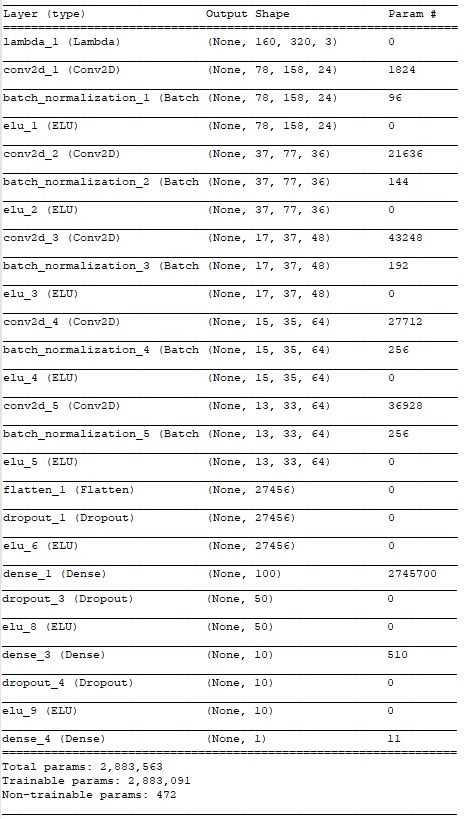 Layer (type) Output Shape Param #
lambda_1 (Lambda) (None, 160, 320, 3) 0
conv2d_1 (Conv2D) (None, 78, 158, 24) 1824
batch_normalization_1 (Batch (None, 78, 158, 24) 96
elu_1 (ELU) (None, 78, 158, 24) 0
conv2d_2 (Conv2D) (None, 37, 77, 36) 21636
batch_normalization_2 (Batch (None, 37, 77, 36) 144
elu_2 (ELU) (None, 37, 77, 36) 0
conv2d_3 (Conv2D) (None, 17, 37, 48) 43248
batch_normalization_3 (Batch (None, 17, 37, 48) 192
elu_3 (ELU) (None, 17, 37, 48) 0
conv2d_4 (Conv2D) (None, 15, 35, 64) 27712
batch_normalization_4 (Batch (None, 15, 35, 64) 256
elu_4 (ELU) (None, 15, 35, 64) 0
conv2d_5 (Conv2D) (None, 13, 33, 64) 36928
batch_normalization_5 (Batch (None, 13, 33, 64) 256
elu_5 (ELU) (None, 13, 33, 64) 0
flatten_1 (Flatten) (None, 27456) 0
dropout_1 (Dropout) (None, 27456) 0
elu_6 (ELU) (None, 27456) 0
dense_1 (Dense) (None, 100) 2745700
dropout_3 (Dropout) (None, 50) 0
elu_8 (ELU) (None, 50) 0
dense_3 (Dense) (None, 10) 510
dropout_4 (Dropout) (None, 10) 0
elu_9 (ELU) (None, 10) 0
dense_4 (Dense) (None, 1) 11
Total params: 2,883,563
Trainable params: 2,883,091
Non-trainable params: 472